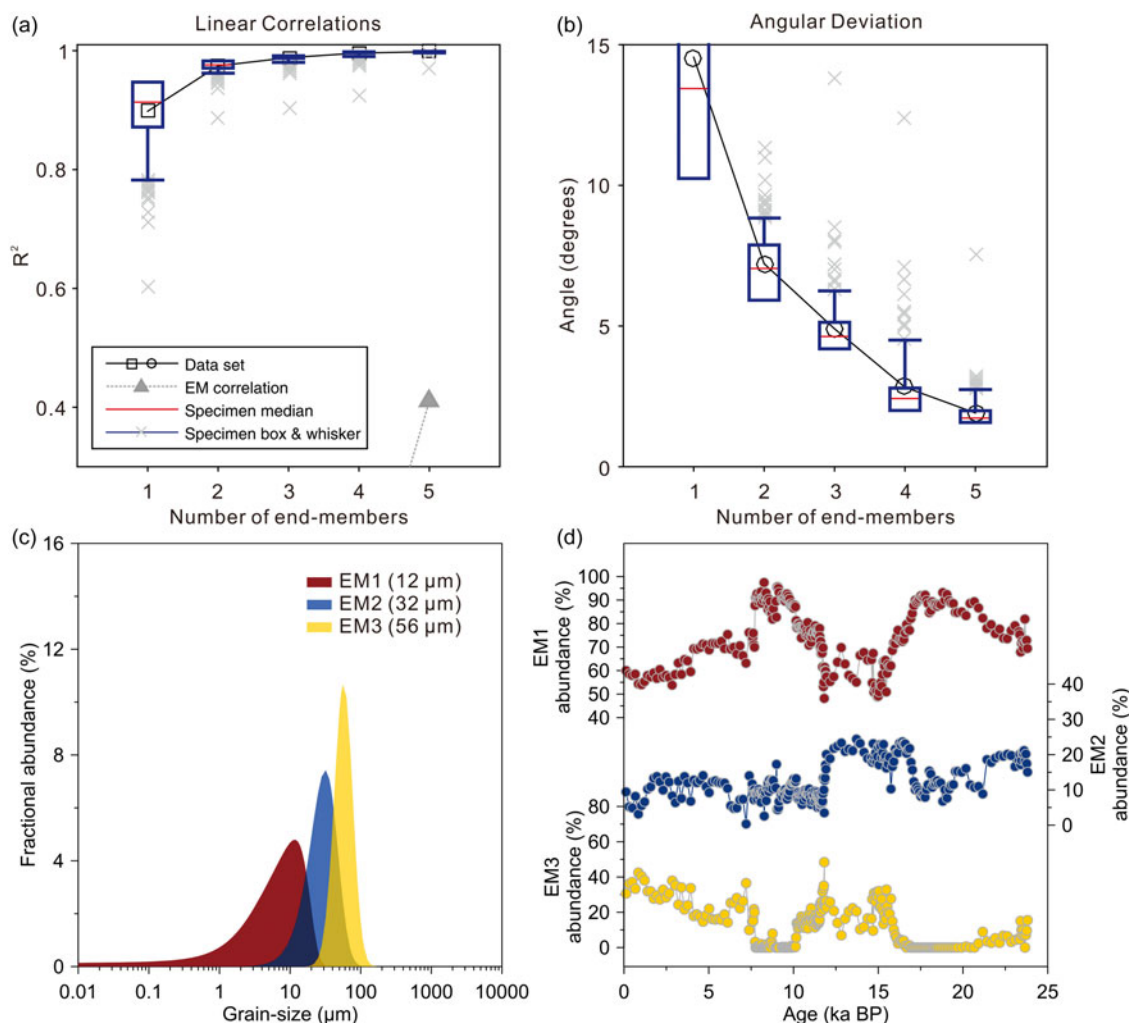 (a) Linear Correlations
1
0.8
0.6
0.4
R²
Data set
EM correlation
Specimen median
Specimen box & whisker
1 2 3 4 5
Number of end-members
(b) Angular Deviation
15
10
5
0
Angle (degrees)
1 2 3 4 5
Number of end-members
(c)
16
12
8
4
0
Fractional abundance (%)
EM1 (12 µm)
EM2 (32 µm)
EM3 (56 µm)
0.01 0.1 1 10 100 1000 10000
Grain-size (µm)
(d)
100
90
80
70
60
50
40
EM1
abundance (%)
40
30
20
10
0
EM2
abundance (%)
80
60
40
20
0
EM3
abundance (%)
0 5 10 15 20 25
Age (ka BP)